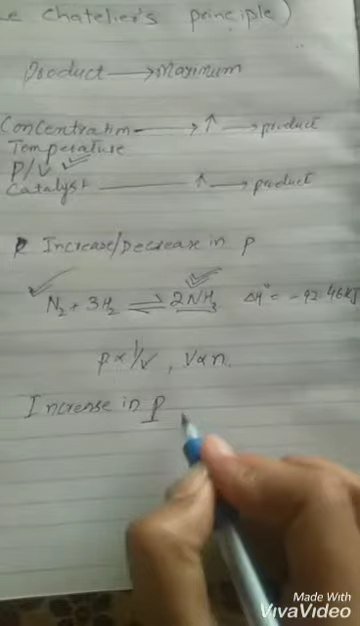 e Chatelier's principle)
Product → Maximum
Concentration → ↑ → product
Temperature
P/V ✓
Catalyst → ↑ → product
Increase/Decrease in P
N₂ + 3H₂ ⇌ 2NH₃ ΔH° = -92.46KJ
P ∝ 1/V, V ∝ n.
Increase in P
Made With
VivaVideo